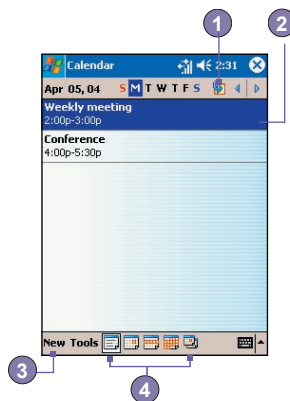 1
2
Calendar 2:31
Apr 05, 04 S M T W T F S
Weekly meeting
2:00p-3:00p
Conference
4:00p-5:30p
New Tools
3
4